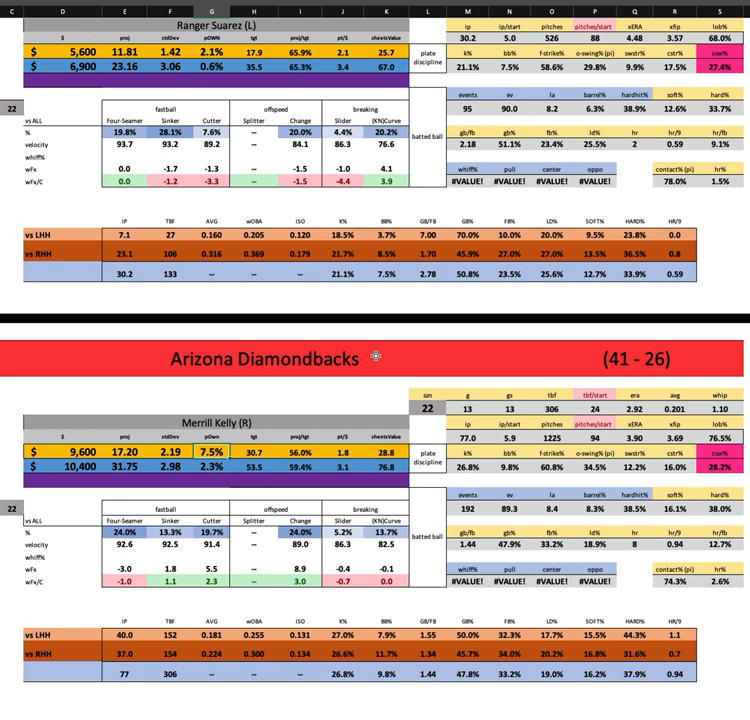 C D E F G H I J K L M N O P Q R S
Ranger Suarez (L) ip ip/start pitches pitches/start xERA xfip lob%
$ proj stdDev pOWN tgt proj/tgt pt/$ sheetsValue 30.2 5.0 526 88 4.48 3.57 68.0%
$ 5,600 11.81 1.42 2.1% 17.9 65.9% 2.1 25.7 plate discipline k% bb% f-strike% o-swing% (pi) swstr% cstr% csw%
$ 6,900 23.16 3.06 0.6% 35.5 65.3% 3.4 67.0 21.1% 7.5% 58.6% 29.8% 9.9% 17.5% 27.4%
events ev la barrel% hardhit% soft% hard%
22 fastball offspeed breaking 95 90.0 8.2 6.3% 38.9% 12.6% 33.7%
vs ALL Four-Seamer Sinker Cutter Splitter Change Slider (KN)Curve
% 19.8% 28.1% 7.6% -- 20.0% 4.4% 20.2% batted ball gb/fb gb% fb% ld% hr hr/9 hr/fb
velocity 93.7 93.2 89.2 -- 84.1 86.3 76.6 2.18 51.1% 23.4% 25.5% 2 0.59 9.1%
whiff%
wFx 0.0 -1.7 -1.3 -- -1.5 -1.0 4.1 whiff% pull center oppo contact% (pi) hr%
wFx/C 0.0 -1.2 -3.3 -- -1.5 -4.4 3.9 #VALUE! #VALUE! #VALUE! #VALUE! 78.0% 1.5%
IP TBF AVG wOBA ISO K% BB% GB/FB GB% FB% LD% SOFT% HARD% HR/9
vs LHH 7.1 27 0.160 0.205 0.120 18.5% 3.7% 7.00 70.0% 10.0% 20.0% 9.5% 23.8% 0.0
vs RHH 23.1 106 0.316 0.369 0.179 21.7% 8.5% 1.70 45.9% 27.0% 27.0% 13.5% 36.5% 0.8
30.2 133 -- -- -- 21.1% 7.5% 2.78 50.8% 23.5% 25.6% 12.7% 33.9% 0.59
Arizona Diamondbacks (41 - 26)
szn g gs tbf tbf/start era avg whip
22 13 13 306 24 2.92 0.201 1.10
Merrill Kelly (R) ip ip/start pitches pitches/start xERA xfip lob%
$ proj stdDev pOwn tgt proj/tgt pt/$ sheetsValue 77.0 5.9 1225 94 3.90 3.69 76.5%
$ 9,600 17.20 2.19 7.5% 30.7 56.0% 1.8 28.8 plate discipline k% bb% f-strike% o-swing% (pi) swstr% cstr% csw%
$ 10,400 31.75 2.98 2.3% 53.5 59.4% 3.1 76.8 26.8% 9.8% 60.8% 34.5% 12.2% 16.0% 28.2%
events ev la barrel% hardhit% soft% hard%
22 fastball offspeed breaking 192 89.3 8.4 8.3% 38.5% 16.1% 38.0%
vs ALL Four-Seamer Sinker Cutter Splitter Change Slider (KN)Curve
% 24.0% 13.3% 19.7% -- 24.0% 5.2% 13.7% batted ball gb/fb gb% fb% ld% hr hr/9 hr/fb
velocity 92.6 92.5 91.4 -- 89.0 86.3 82.5 1.44 47.9% 33.2% 18.9% 8 0.94 12.7%
whiff%
wFx -3.0 1.8 5.5 8.9 -0.4 -0.1 whiff% pull center oppo contact% (pi) hr%
wFx/C -1.0 1.1 2.3 -- 3.0 -0.7 0.0 #VALUE! #VALUE! #VALUE! #VALUE! 74.3% 2.6%
IP TBF AVG wOBA ISO K% BB% GB/FB GB% FB% LD% SOFT% HARD% HR/9
vs LHH 40.0 152 0.181 0.255 0.131 27.0% 7.9% 1.55 50.0% 32.3% 17.7% 15.5% 44.3% 1.1
vs RHH 37.0 154 0.224 0.300 0.134 26.6% 11.7% 1.34 45.7% 34.0% 20.2% 16.8% 31.6% 0.7
77 306 -- -- -- 26.8% 9.8% 1.44 47.8% 33.2% 19.0% 16.2% 37.9% 0.94